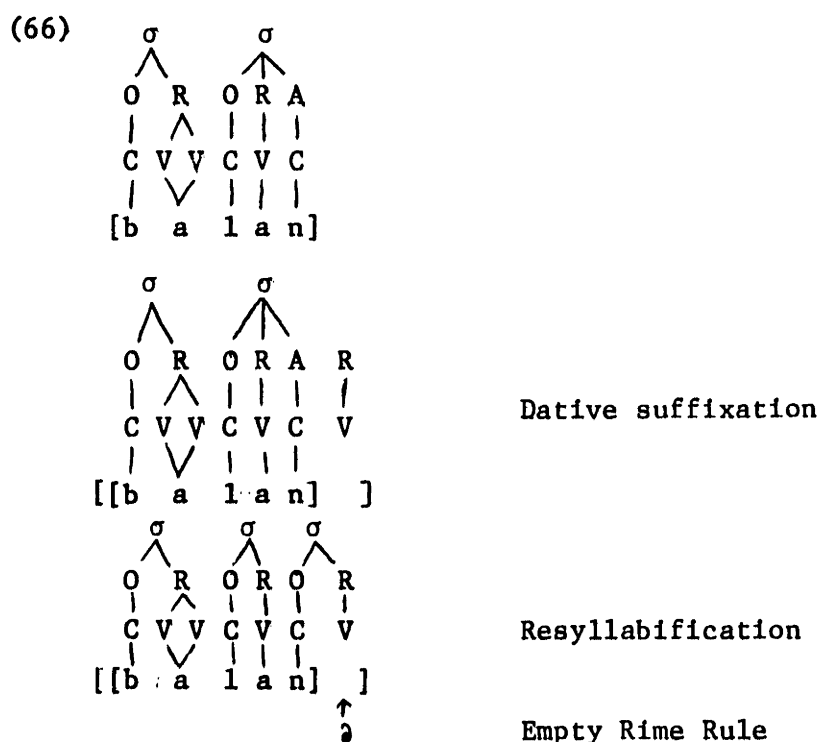 (66)
σ σ
O R O R A
C V V C V C
[b a l a n]
σ σ
O R O R A R
C V V C V C V Dative suffixation
[[b a l a n] ]
σ σ σ
O R O R O R
C V V C V C V Resyllabification
[[b a l a n] ]
↑
ə Empty Rime Rule